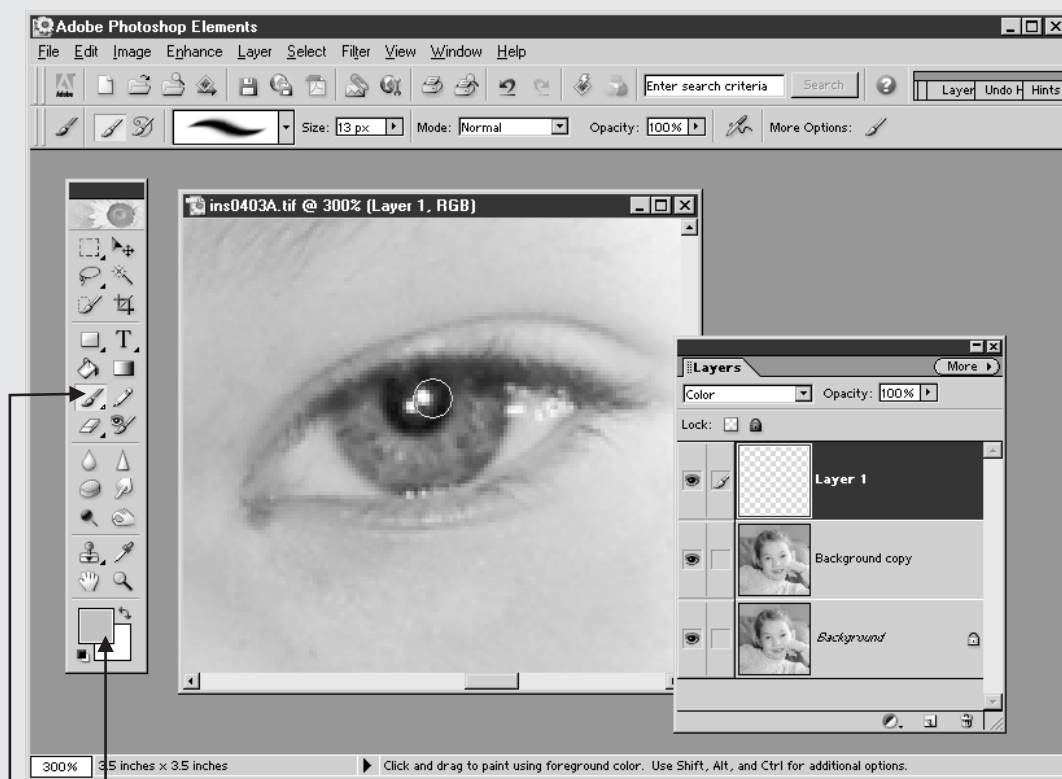 Adobe Photoshop Elements
File Edit Image Enhance Layer Select Filter View Window Help
Adobe Enter search criteria Search Layer Undo H Hints
Size: 13 px Mode: Normal Opacity: 100% More Options:
ins0403A.tif @ 300% (Layer 1, RGB)
T
Layers More
Color Opacity: 100%
Lock:
Layer 1
Background copy
Background
300% 3.5 inches × 3.5 inches Click and drag to paint using foreground color. Use Shift, Alt, and Ctrl for additional options.